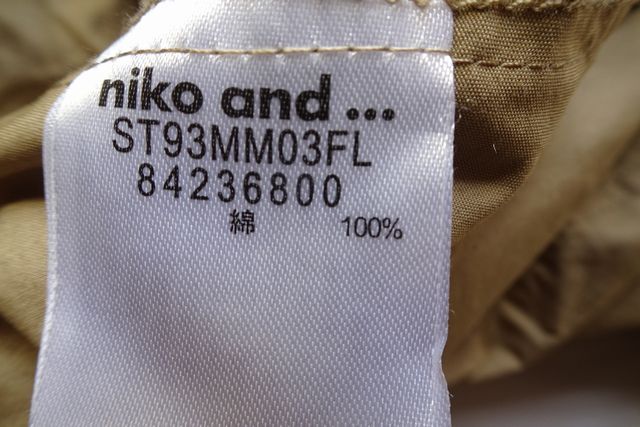 niko and ...
ST93MM03FL
84236800
綿 100%